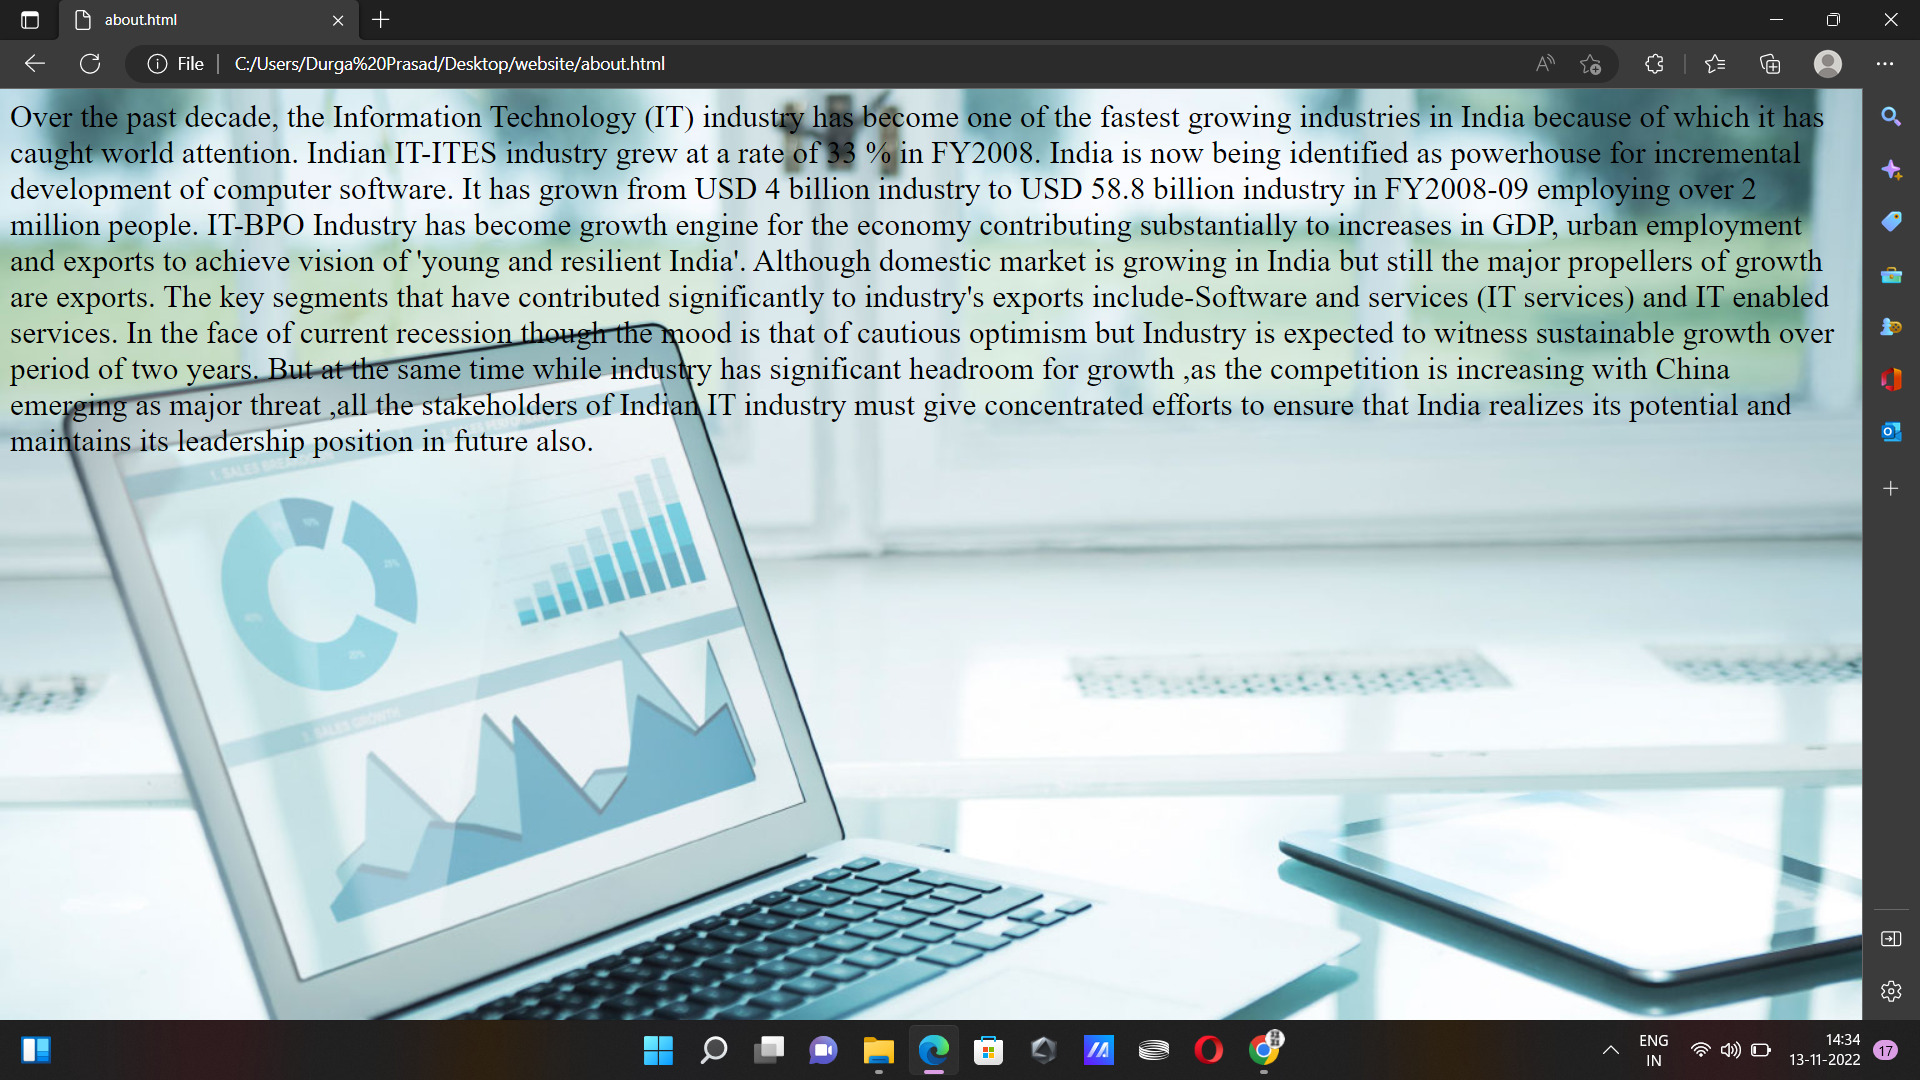 about.html
File
C:/Users/Durga%20Prasad/Desktop/website/about.html
Over the past decade, the Information Technology (IT) industry has become one of the fastest growing industries in India because of which it has
caught world attention. Indian IT-ITES industry grew at a rate of 33 % in FY2008. India is now being identified as powerhouse for incremental
development of computer software. It has grown from USD 4 billion industry to USD 58.8 billion industry in FY2008-09 employing over 2
million people. IT-BPO Industry has become growth engine for the economy contributing substantially to increases in GDP, urban employment
and exports to achieve vision of 'young and resilient India'. Although domestic market is growing in India but still the major propellers of growth
are exports. The key segments that have contributed significantly to industry's exports include-Software and services (IT services) and IT enabled
services. In the face of current recession though the mood is that of cautious optimism but Industry is expected to witness sustainable growth over
period of two years. But at the same time while industry has significant headroom for growth ,as the competition is increasing with China
emerging as major threat ,all the stakeholders of Indian IT industry must give concentrated efforts to ensure that India realizes its potential and
maintains its leadership position in future also.
1. SALES
3. SALES GROWTH
ENG
IN
14:34
13-11-2022
17